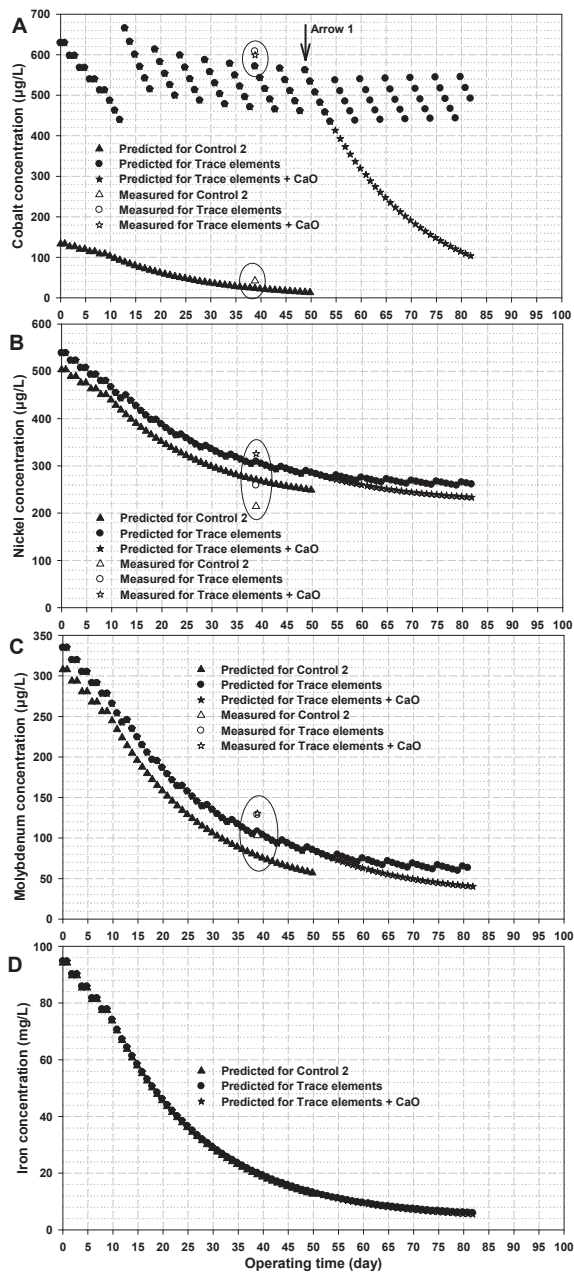 A
Cobalt concentration (µg/L)
700
600
500
400
300
200
100
0
Arrow 1
Predicted for Control 2
Predicted for Trace elements
Predicted for Trace elements + CaO
Measured for Control 2
Measured for Trace elements
Measured for Trace elements + CaO
0 5 10 15 20 25 30 35 40 45 50 55 60 65 70 75 80 85 90 95 100
B
Nickel concentration (µg/L)
600
500
400
300
200
100
0
Predicted for Control 2
Predicted for Trace elements
Predicted for Trace elements + CaO
Measured for Control 2
Measured for Trace elements
Measured for Trace elements + CaO
0 5 10 15 20 25 30 35 40 45 50 55 60 65 70 75 80 85 90 95 100
C
Molybdenum concentration (µg/L)
350
300
250
200
150
100
50
0
Predicted for Control 2
Predicted for Trace elements
Predicted for Trace elements + CaO
Measured for Control 2
Measured for Trace elements
Measured for Trace elements + CaO
0 5 10 15 20 25 30 35 40 45 50 55 60 65 70 75 80 85 90 95 100
D
Iron concentration (mg/L)
100
80
60
40
20
0
Predicted for Control 2
Predicted for Trace elements
Predicted for Trace elements + CaO
0 5 10 15 20 25 30 35 40 45 50 55 60 65 70 75 80 85 90 95 100
Operating time (day)